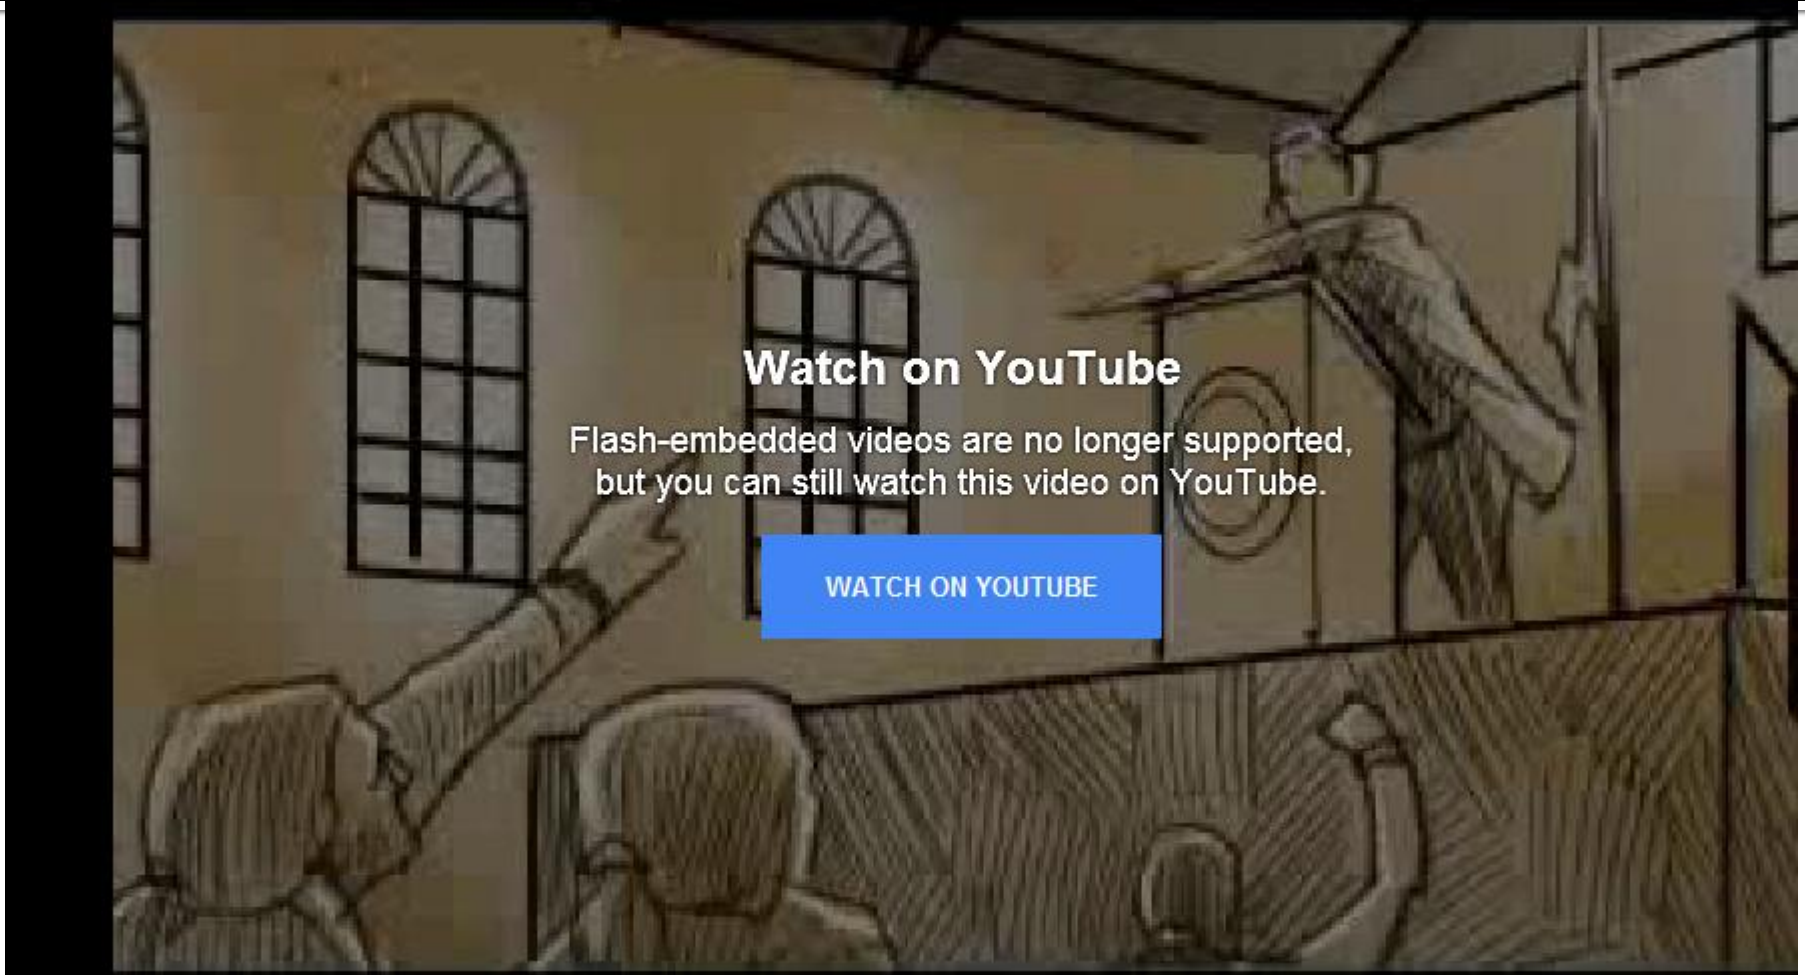 Watch on YouTube
Flash-embedded videos are no longer supported,
but you can still watch this video on YouTube.
WATCH ON YOUTUBE